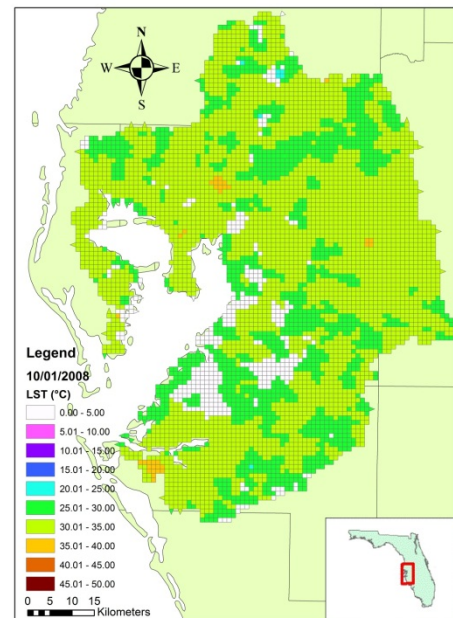 N
W E
S
Legend
10/01/2008
LST (°C)
0.00 - 5.00
5.01 - 10.00
10.01 - 15.00
15.01 - 20.00
20.01 - 25.00
25.01 - 30.00
30.01 - 35.00
35.01 - 40.00
40.01 - 45.00
45.01 - 50.00
0 5 10 15
Kilometers